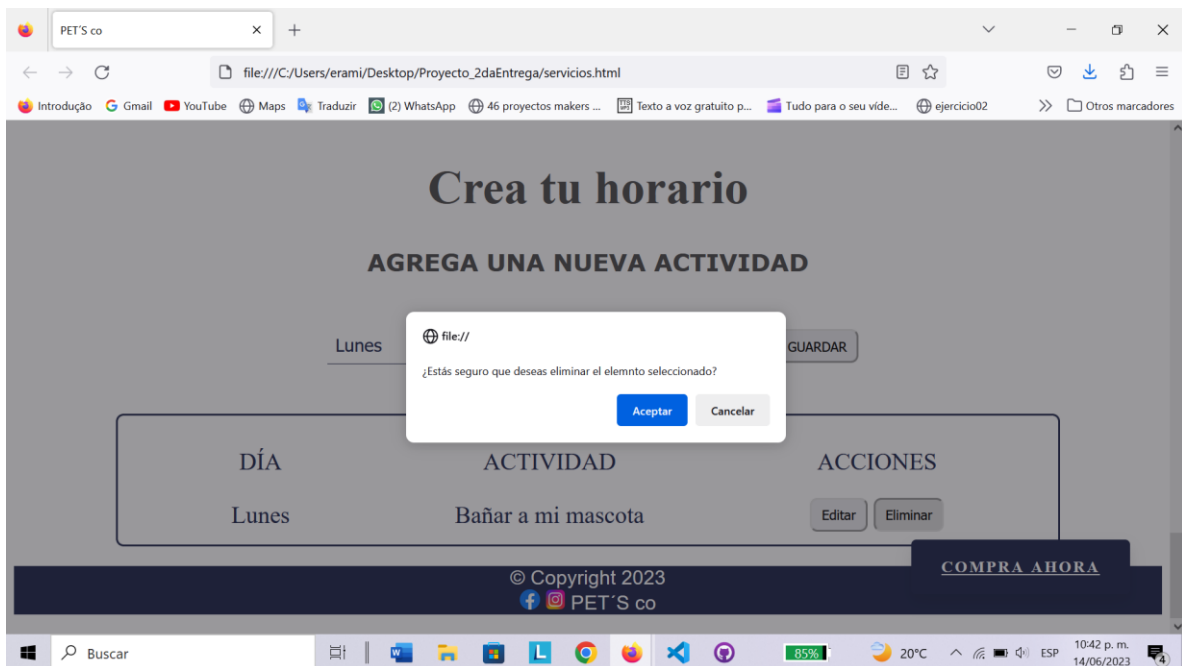 PET´S co
file:///C:/Users/erami/Desktop/Proyecto_2daEntrega/servicios.html
Introdução Gmail YouTube Maps Traduzir (2) WhatsApp 46 proyectos makers ... Texto a voz gratuito p... Tudo para o seu víde... ejercicio02 Otros marcadores
Crea tu horario
AGREGA UNA NUEVA ACTIVIDAD
file://
Lunes GUARDAR
¿Estás seguro que deseas eliminar el elemnto seleccionado?
Aceptar Cancelar
DÍA ACTIVIDAD ACCIONES
Lunes Bañar a mi mascota Editar Eliminar
COMPRA AHORA
© Copyright 2023
PET´S co
Buscar 85% 20°C ESP 10:42 p. m.
14/06/2023 4